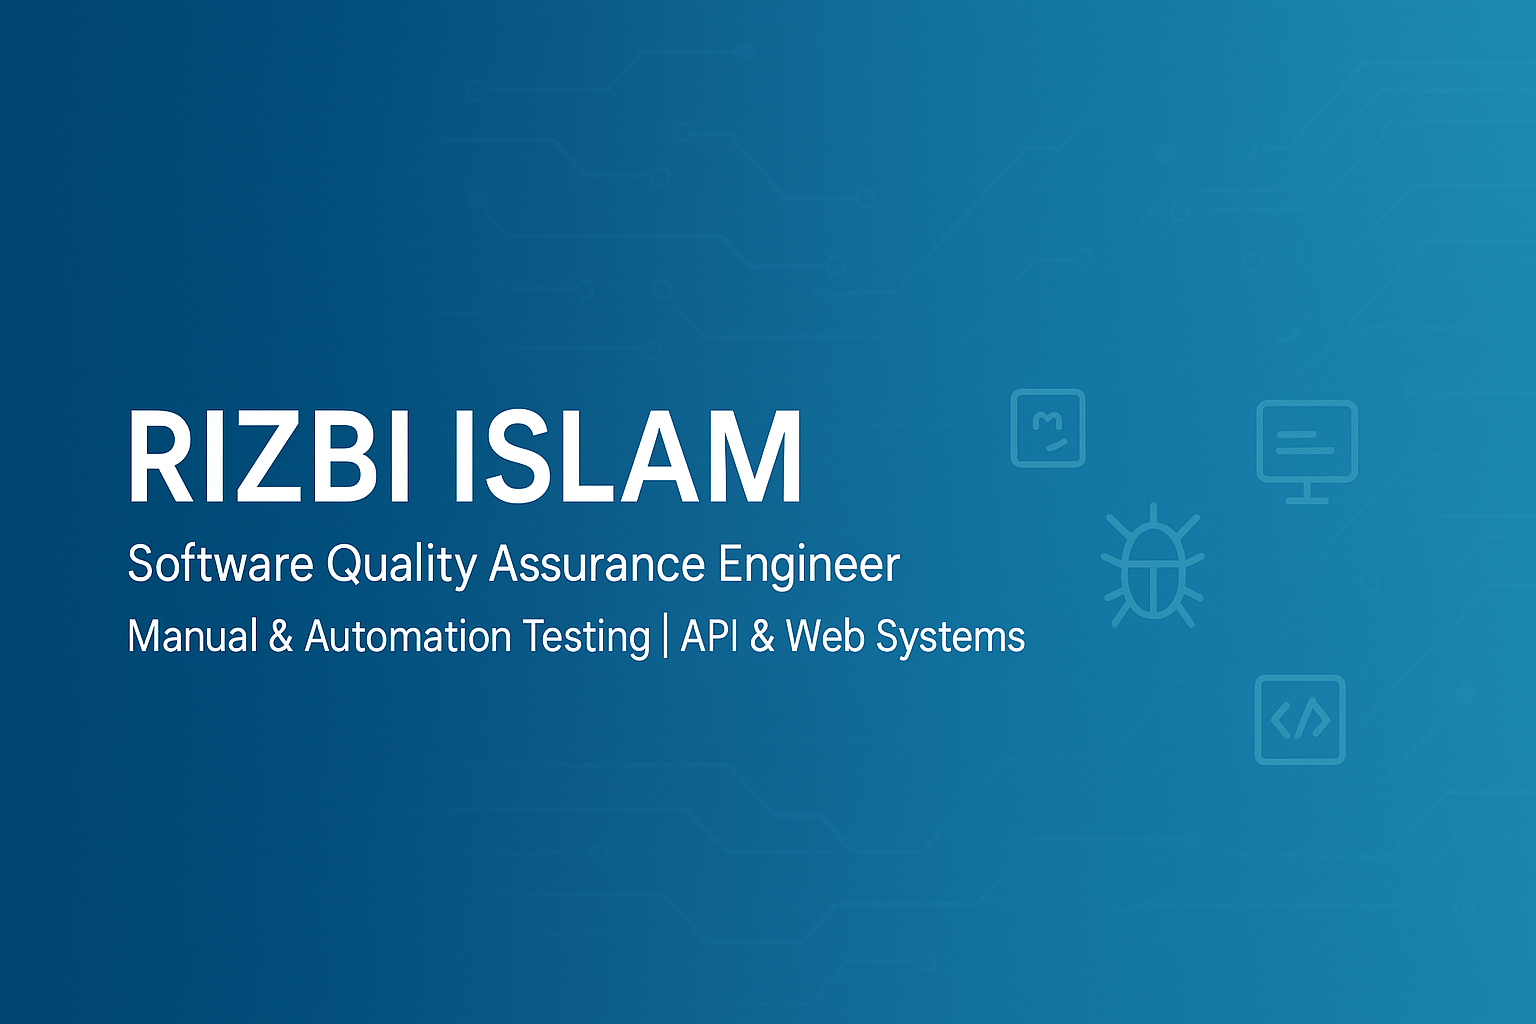 RIZBI ISLAM
Software Quality Assurance Engineer
Manual & Automation Testing | API & Web Systems